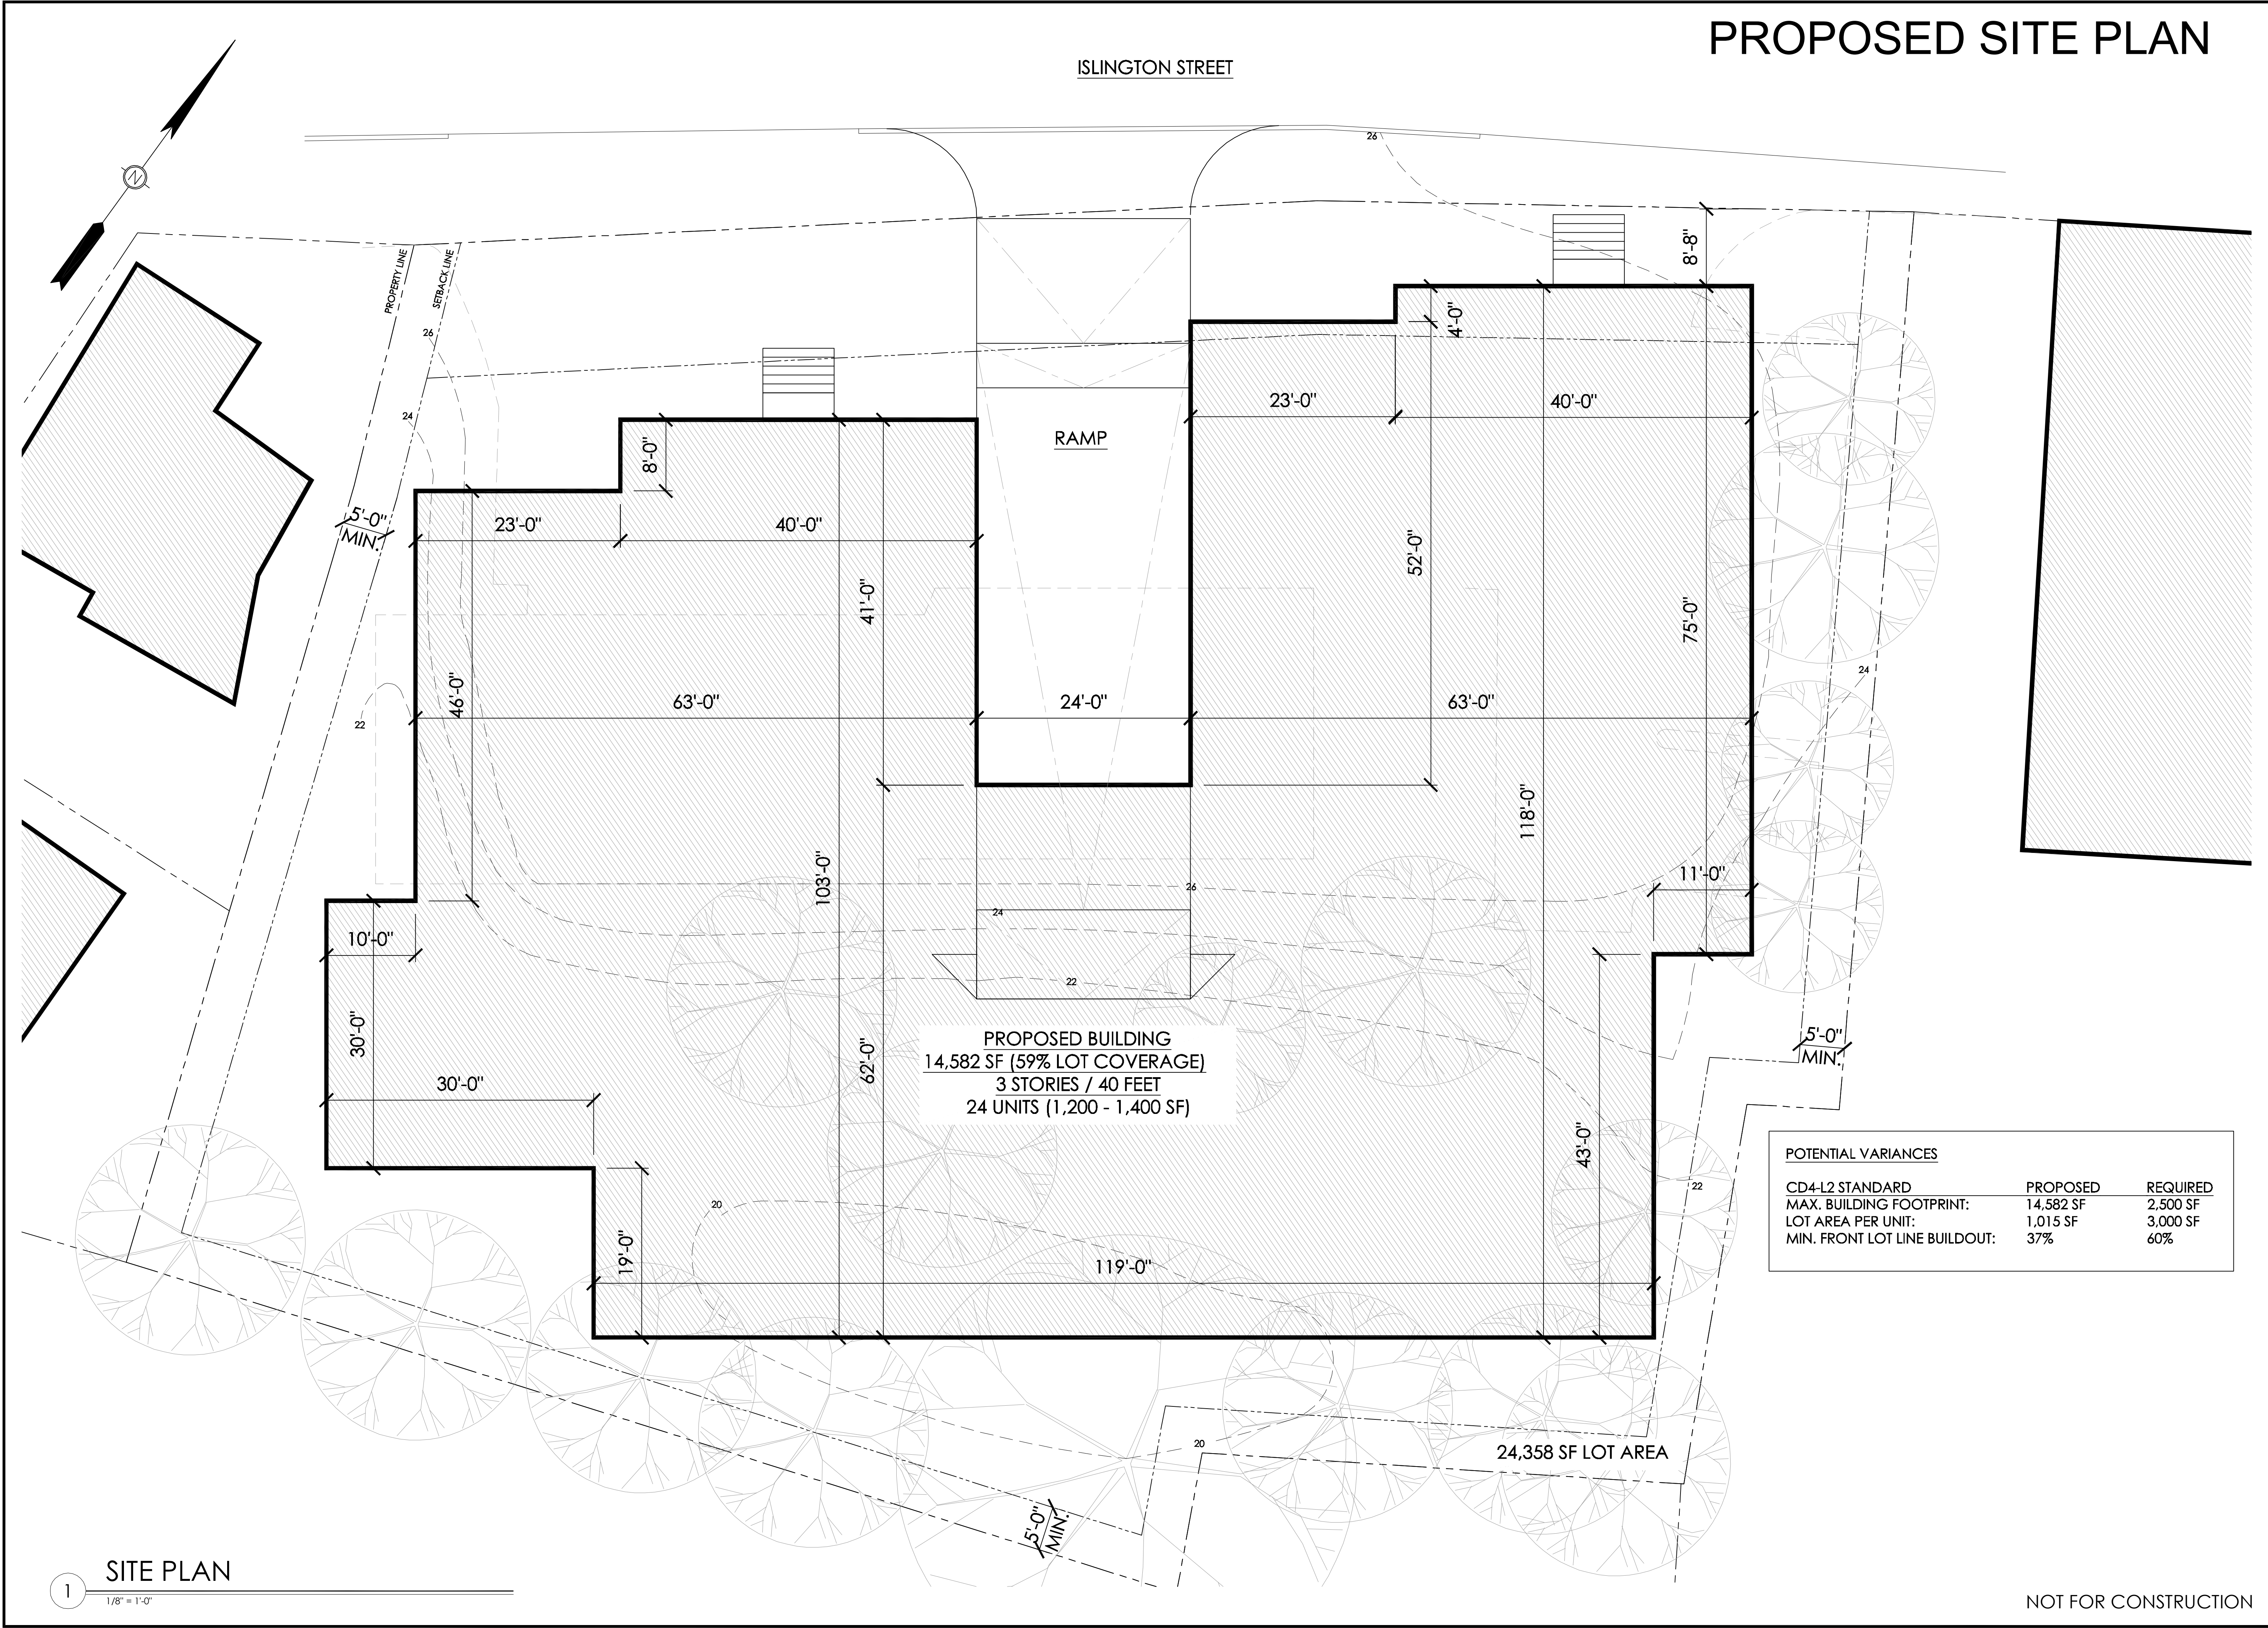 PROPOSED SITE PLAN
ISLINGTON STREET
26
N
8'-8"
PROPERTY LINE
SETBACK LINE
26
4'-0"
24
23'-0"
40'-0"
RAMP
8'-0"
5'-0"
MIN.
23'-0"
40'-0"
52'-0"
41'-0"
75'-0"
24
46'-0"
63'-0"
24'-0"
63'-0"
22
118'-0"
103'-0"
11'-0"
26
24
10'-0"
22
30'-0"
5'-0"
MIN.
62'-0"
PROPOSED BUILDING
14,582 SF (59% LOT COVERAGE)
3 STORIES / 40 FEET
24 UNITS (1,200 - 1,400 SF)
30'-0"
43'-0"
POTENTIAL VARIANCES
CD4-L2 STANDARD PROPOSED REQUIRED
MAX. BUILDING FOOTPRINT: 14,582 SF 2,500 SF
LOT AREA PER UNIT: 1,015 SF 3,000 SF
MIN. FRONT LOT LINE BUILDOUT: 37% 60%
22
20
19'-0"
119'-0"
20
24,358 SF LOT AREA
5'-0"
MIN.
1
SITE PLAN
1/8" = 1'-0"
NOT FOR CONSTRUCTION